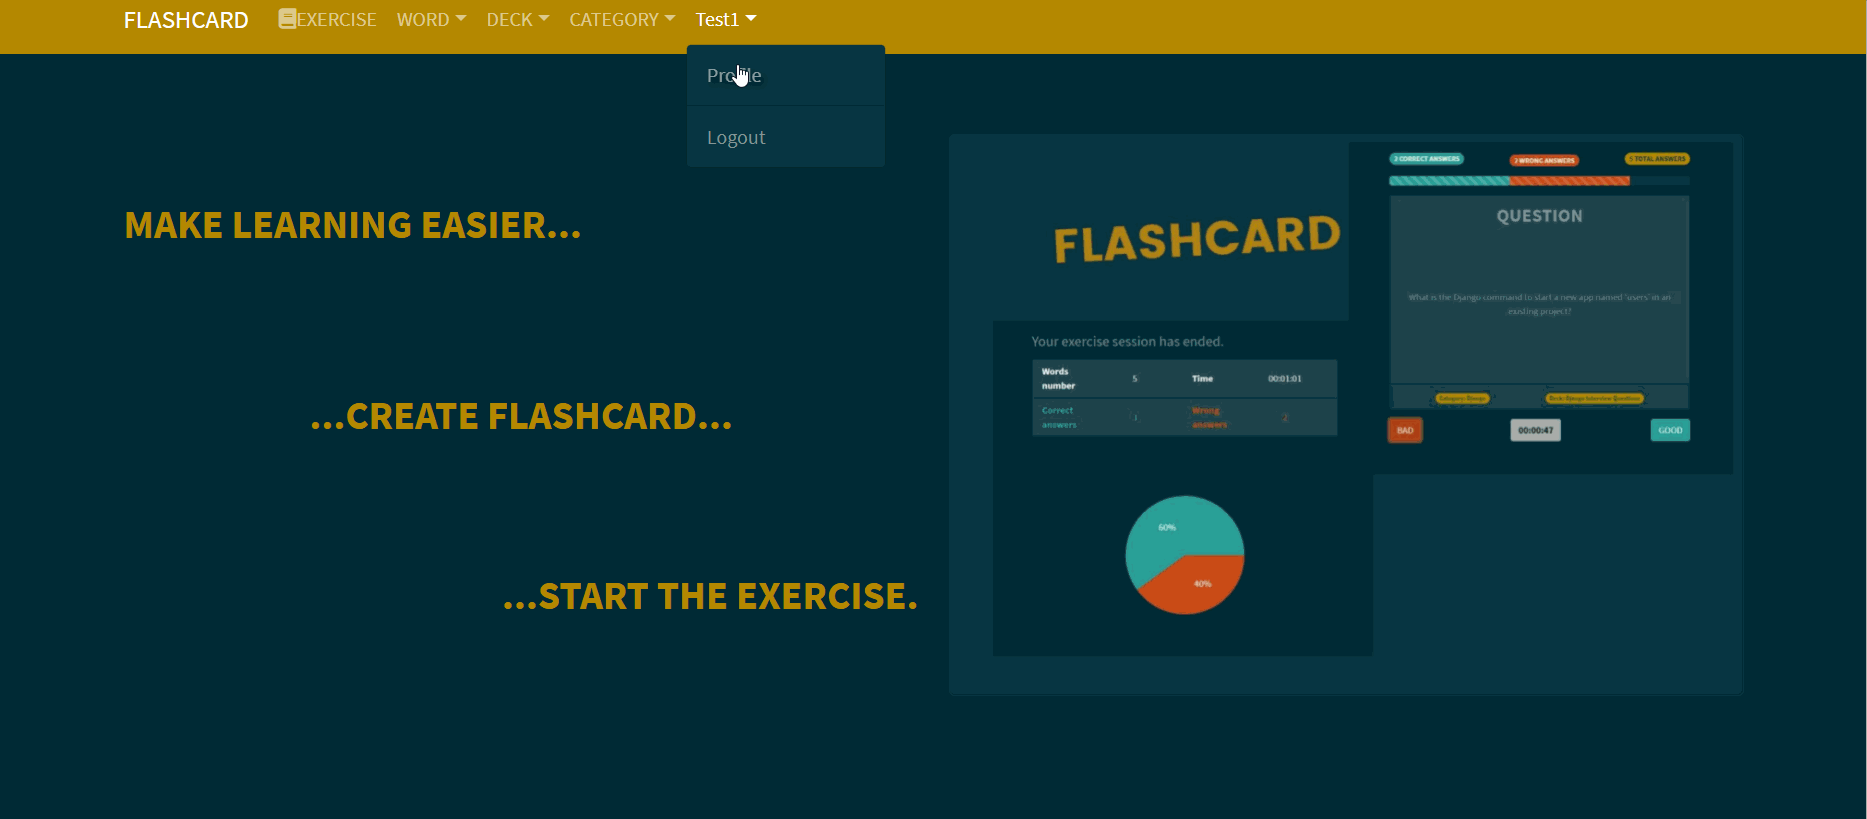 FLASHCARD EXERCISE WORD DECK CATEGORY Test1
Profile
Logout
MAKE LEARNING EASIER...
...CREATE FLASHCARD...
...START THE EXERCISE.
FLASHCARD
Your exercise session has ended.
Words number 5 Time 00:01:01
Correct answers Wrong answers 2
60%
40%
CORRECT ANSWERS WRONG ANSWERS 5 TOTAL ANSWERS
QUESTION
What is the Django command to start a new app named 'users' in an
existing project?
Category: Django Deck: Django Interview Questions
BAD 00:00:47 GOOD